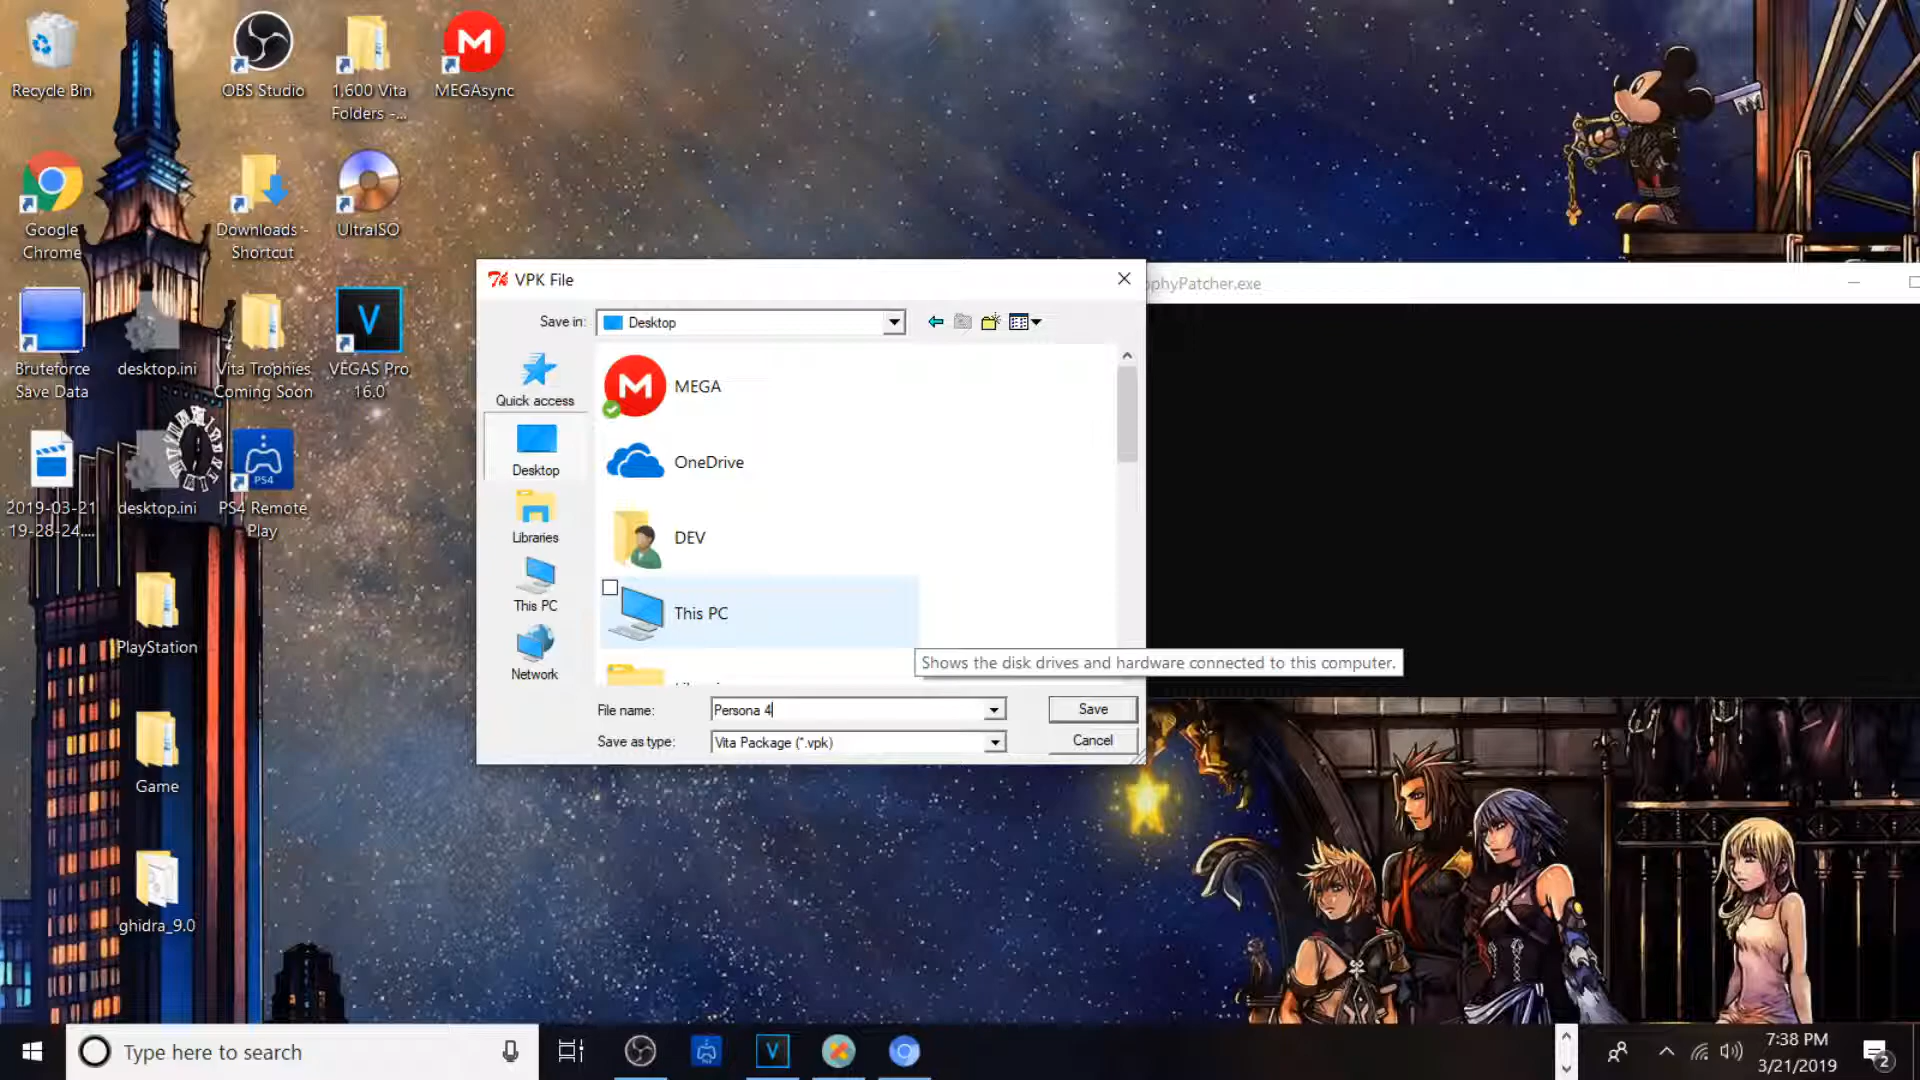 Recycle Bin
OBS Studio
1,600 Vita
Folders -...
MEGAsync
Google
Chrome
Downloads -
Shortcut
UltraISO
Bruteforce
Save Data
desktop.ini
Vita Trophies
Coming Soon
VEGAS Pro
16.0
2019-03-21
19-28-24....
desktop.ini
PS4
PS4 Remote
Play
PlayStation
Game
ghidra_9.0
VPK File
Save in:
Desktop
Quick access
Desktop
Libraries
This PC
Network
MEGA
OneDrive
DEV
This PC
Shows the disk drives and hardware connected to this computer.
File name:
Persona 4
Save
Save as type:
Vita Package (*.vpk)
Cancel
ophyPatcher.exe
Type here to search
7:38 PM
3/21/2019
2